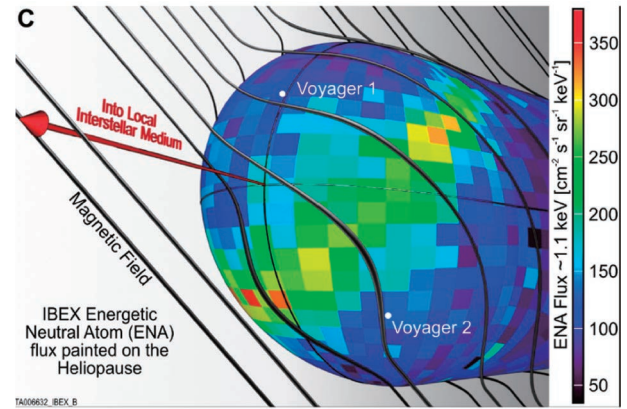 C
Voyager 1
Into Local
Interstellar Medium
Magnetic Field
IBEX Energetic
Neutral Atom (ENA)
flux painted on the
Heliopause
Voyager 2
TA006632_IBEX_B
350
300
250
200
150
100
50
ENA Flux ~1.1 keV [cm⁻² s⁻¹ sr⁻¹ keV⁻¹]